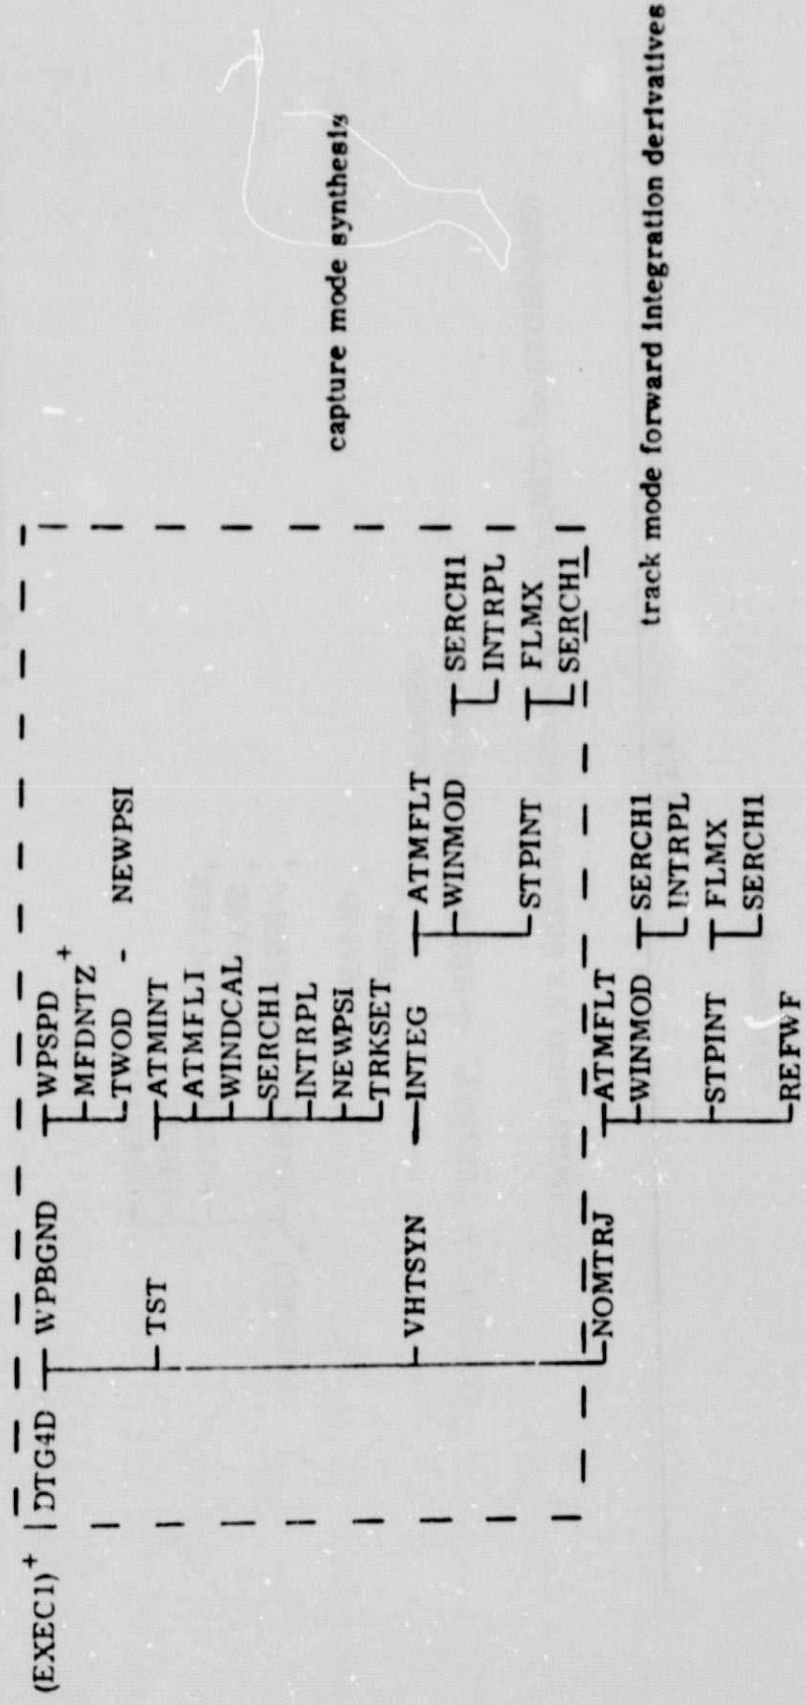 (EXEC1)+ DTG4D WPBGND WPSPD
MFDNTZ+
TWOD - NEWPSI
TST ATMINT
ATMFLI
WINDCAL
SERCH1
INTRPL
NEWPSI
TRKSET
capture mode synthesis
VHTSYN INTEG ATMFLT
WINMOD SERCH1
INTRPL
STPINT FLMX
SERCH1
NOMTRJ ATMFLT
WINMOD SERCH1
INTRPL
track mode forward integration derivatives
STPINT FLMX
SERCH1
REFWF